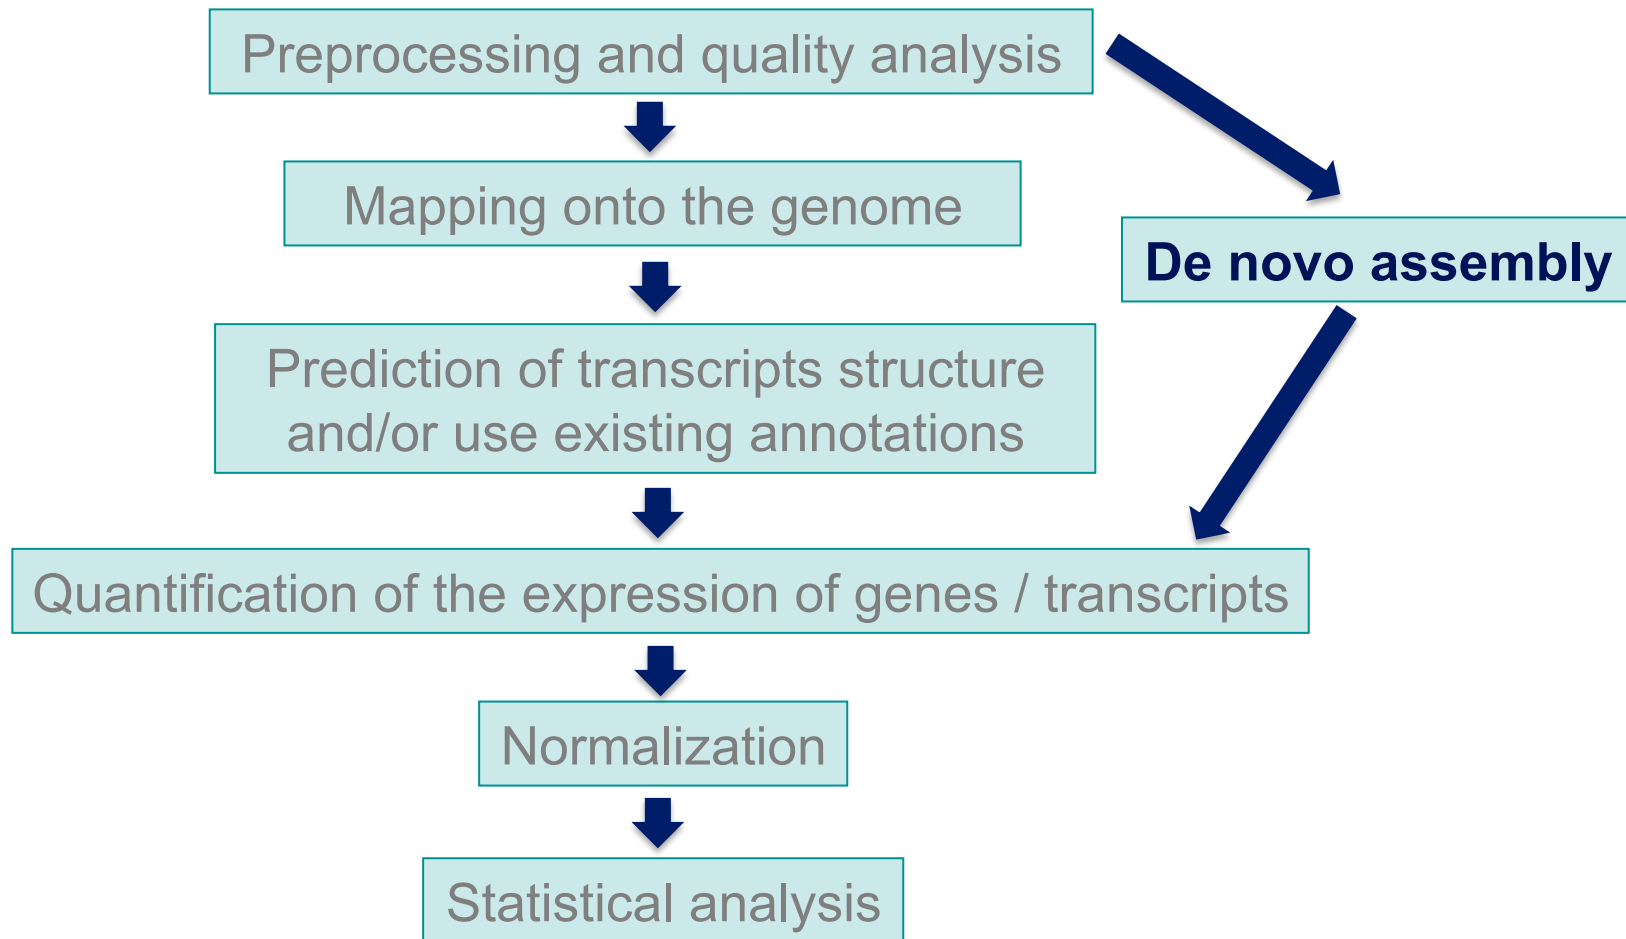 Preprocessing and quality analysis
Mapping onto the genome
De novo assembly
Prediction of transcripts structure
and/or use existing annotations
Quantification of the expression of genes / transcripts
Normalization
Statistical analysis